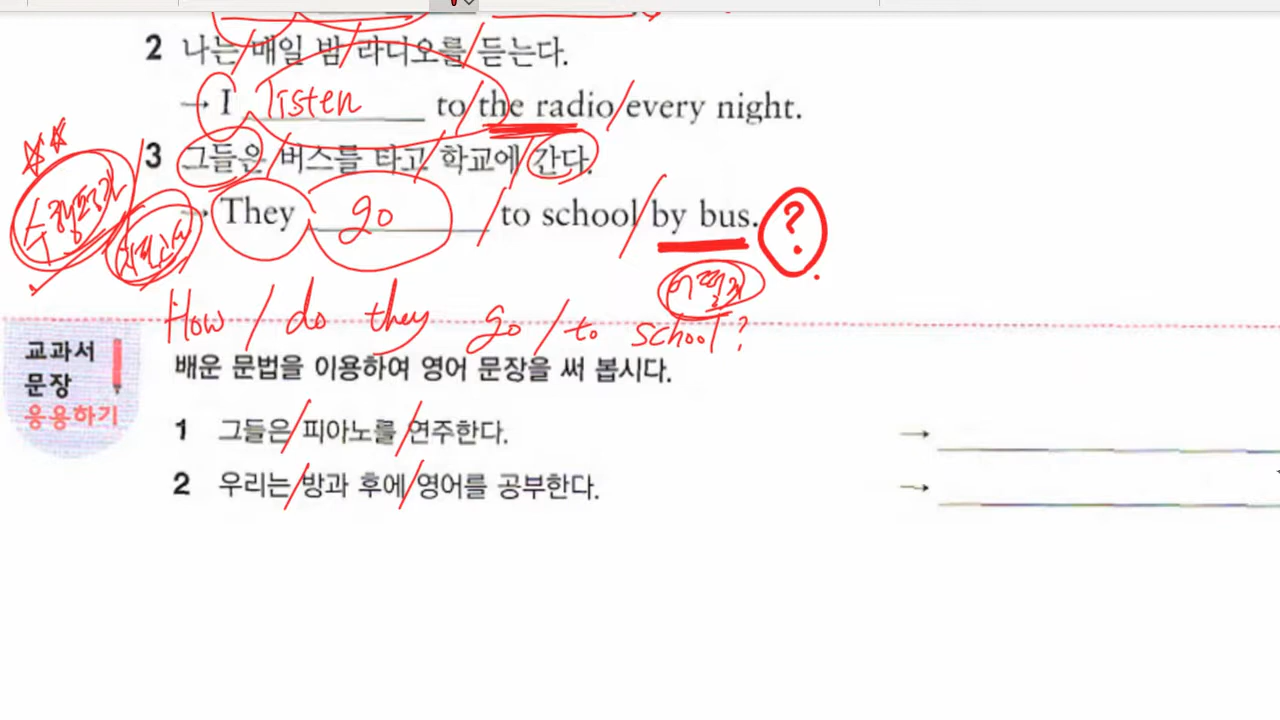 2 나는/매일 밤/라디오를/듣는다.
→ I listen to/the radio/every night.
3 그들은/버스를 타고/학교에/간다.
수행평가
→ They go /to school/by bus. ?
How / do they go / to school?
교과서
문장
응용하기
배운 문법을 이용하여 영어 문장을 써 봅시다.
1 그들은/피아노를/연주한다. →
2 우리는/방과 후에/영어를 공부한다. →